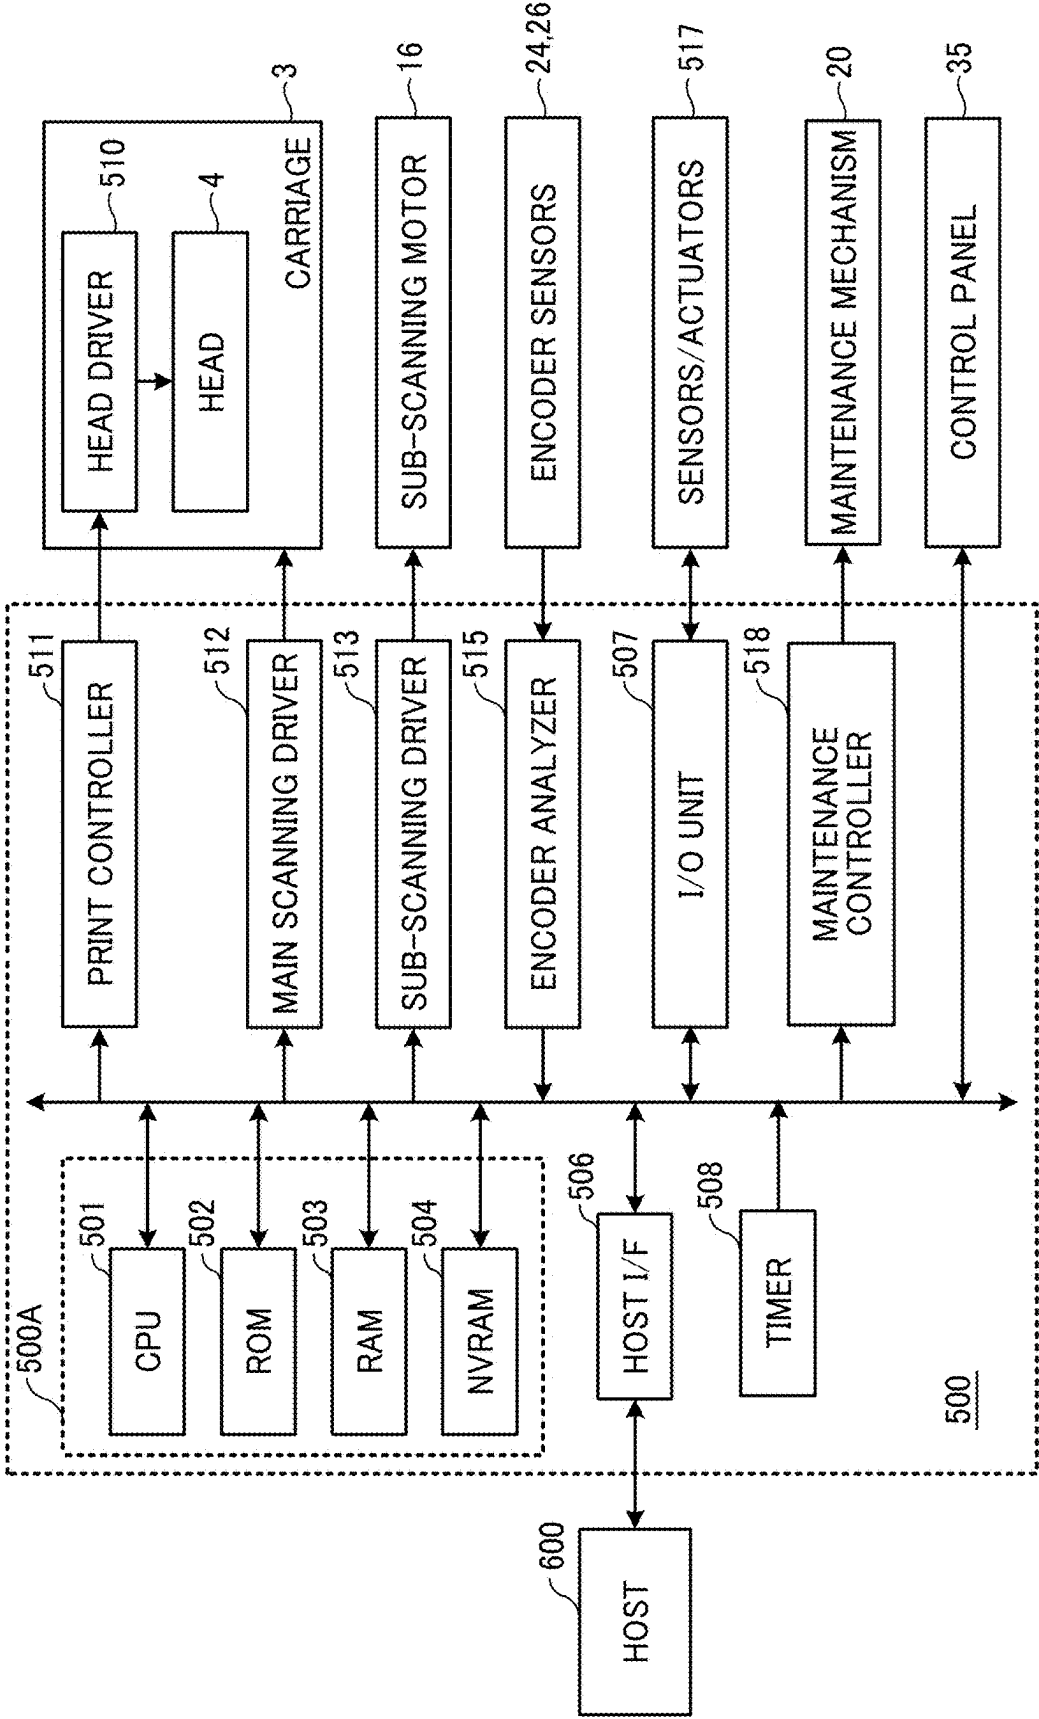 500A
501
CPU
502
ROM
503
RAM
504
NVRAM
600
HOST
506
HOST I/F
508
TIMER
500
511
PRINT CONTROLLER
512
MAIN SCANNING DRIVER
513
SUB-SCANNING DRIVER
515
ENCODER ANALYZER
507
I/O UNIT
518
MAINTENANCE
CONTROLLER
3
CARRIAGE
510
HEAD DRIVER
4
HEAD
16
SUB-SCANNING MOTOR
24,26
ENCODER SENSORS
517
SENSORS/ACTUATORS
20
MAINTENANCE MECHANISM
35
CONTROL PANEL